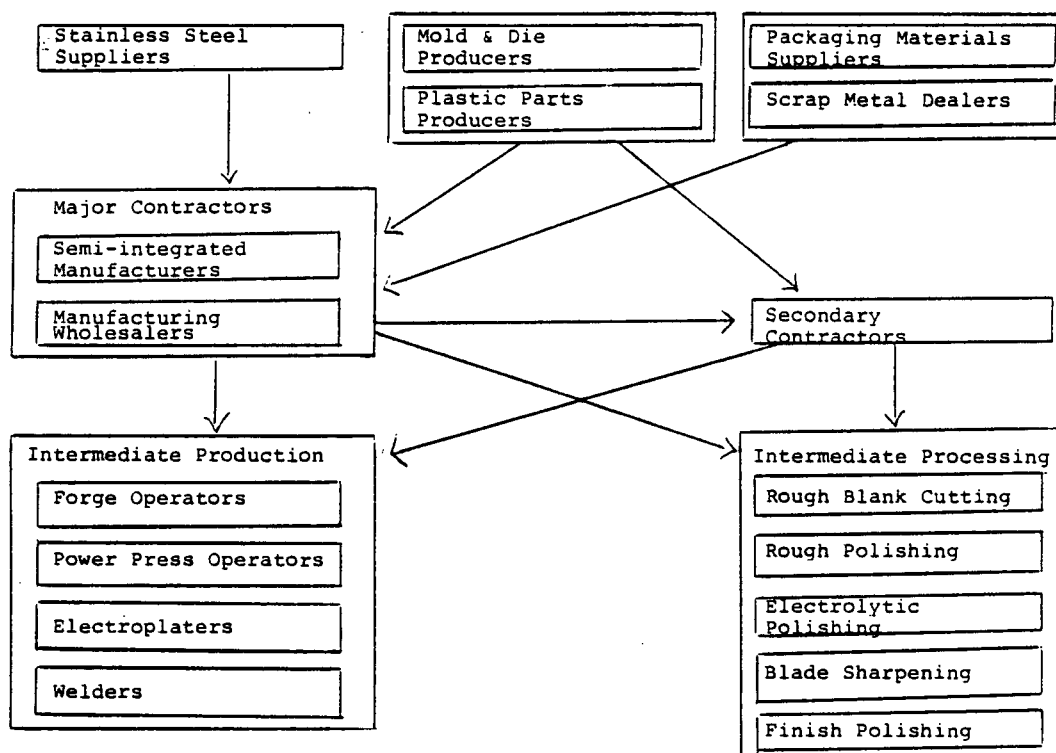 Stainless Steel
Suppliers
Mold & Die
Producers
Plastic Parts
Producers
Packaging Materials
Suppliers
Scrap Metal Dealers
Major Contractors
Semi-integrated
Manufacturers
Manufacturing
Wholesalers
Secondary
Contractors
Intermediate Production
Forge Operators
Power Press Operators
Electroplaters
Welders
Intermediate Processing
Rough Blank Cutting
Rough Polishing
Electrolytic
Polishing
Blade Sharpening
Finish Polishing